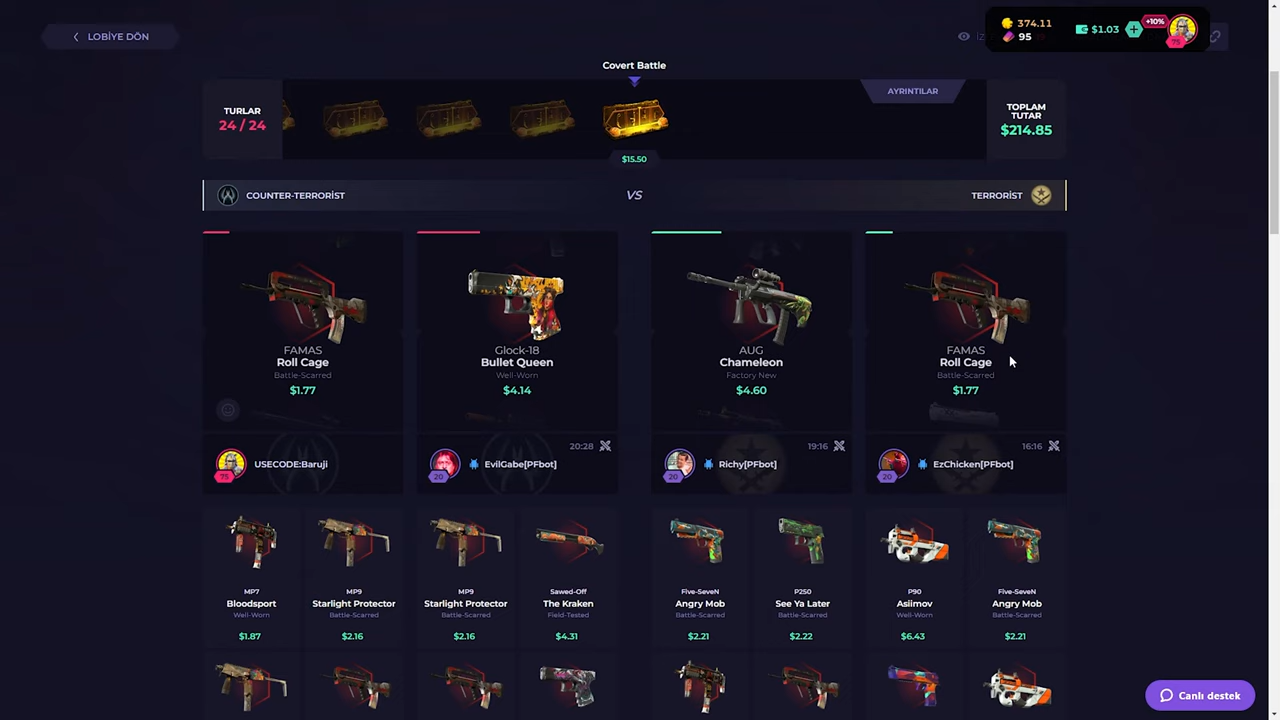 LOBİYE DÖN
374.11
95
$1.03
+10%
75
Covert Battle
AYRINTILAR
TURLAR
24 / 24
TOPLAM
TUTAR
$214.85
$15.50
COUNTER-TERRORİST
VS
TERRORİST
FAMAS
Roll Cage
Battle-Scarred
$1.77
Glock-18
Bullet Queen
Well-Worn
$4.14
AUG
Chameleon
Factory New
$4.60
FAMAS
Roll Cage
Battle-Scarred
$1.77
75
USECODE:Baruji
20:28
20
EvilGabe[PFbot]
19:16
20
Richy[PFbot]
16:16
20
EzChicken[PFbot]
MP7
Bloodsport
Well-Worn
$1.87
MP9
Starlight Protector
Battle-Scarred
$2.16
MP9
Starlight Protector
Battle-Scarred
$2.16
Sawed-Off
The Kraken
Field-Tested
$4.31
Five-SeveN
Angry Mob
Battle-Scarred
$2.21
P250
See Ya Later
Battle-Scarred
$2.22
P90
Asiimov
Well-Worn
$6.43
Five-SeveN
Angry Mob
Battle-Scarred
$2.21
Canlı destek